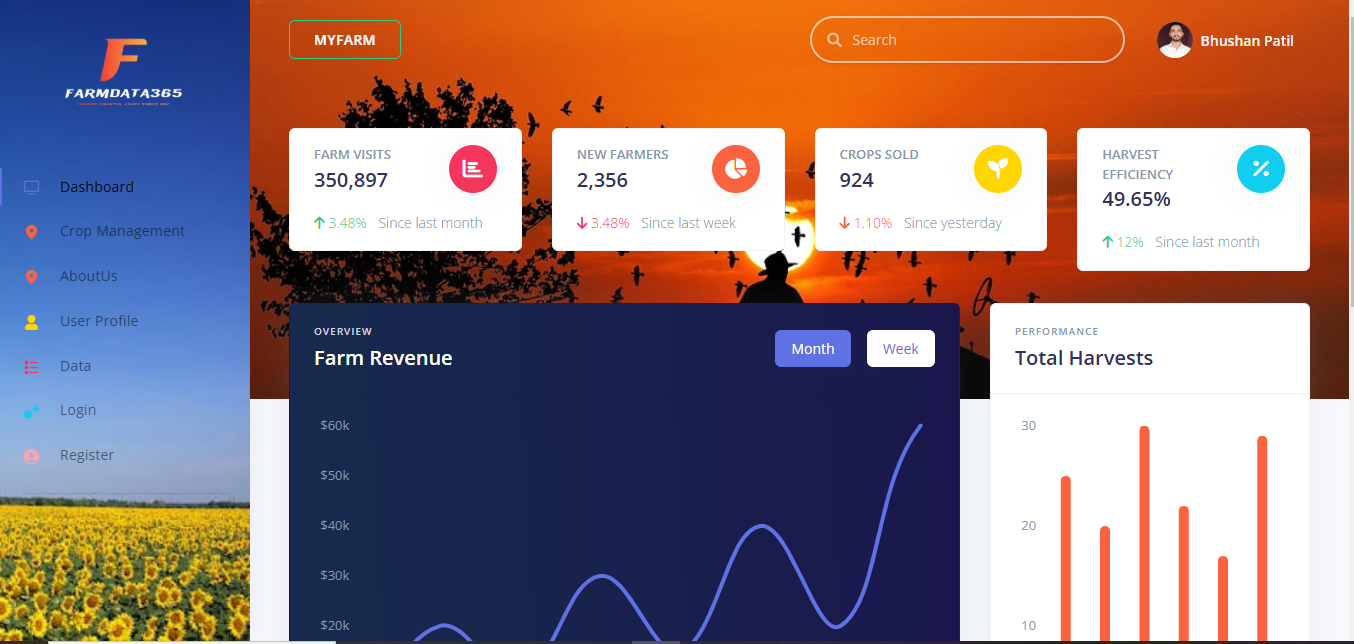 FARMDATA365
Dashboard
Crop Management
AboutUs
User Profile
Data
Login
Register
MYFARM
Search
Bhushan Patil
FARM VISITS
350,897
3.48% Since last month
NEW FARMERS
2,356
3.48% Since last week
CROPS SOLD
924
1.10% Since yesterday
HARVEST
EFFICIENCY
49.65%
12% Since last month
OVERVIEW
Farm Revenue
Month
Week
$60k
$50k
$40k
$30k
$20k
PERFORMANCE
Total Harvests
30
20
10